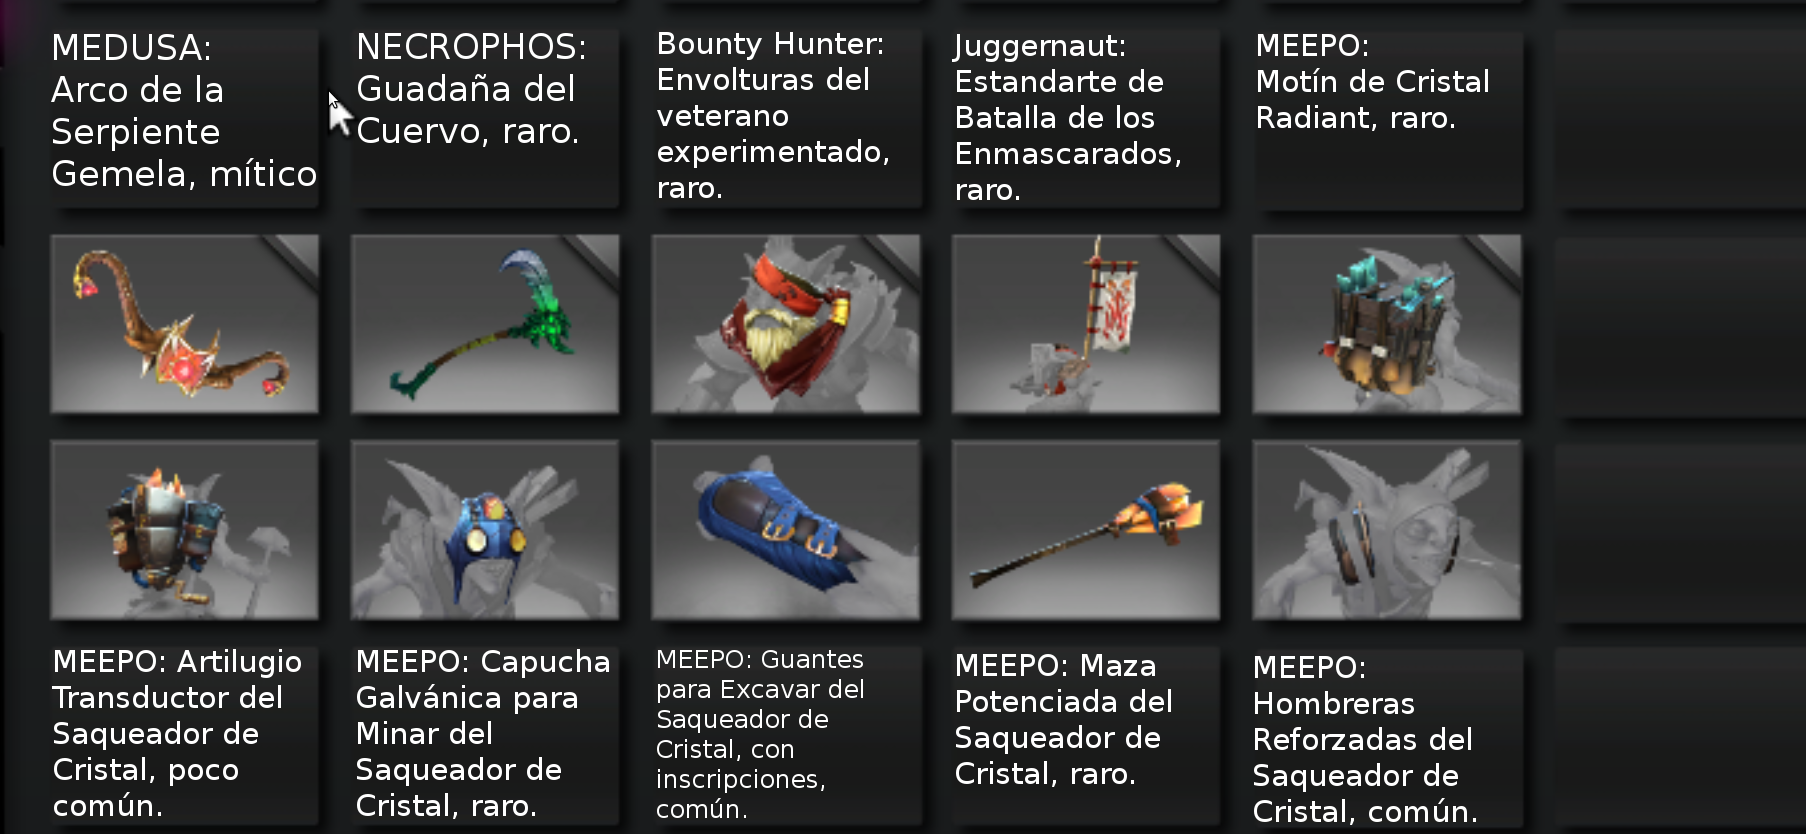 MEDUSA:
Arco de la
Serpiente
Gemela, mítico
NECROPHOS:
Guadaña del
Cuervo, raro.
Bounty Hunter:
Envolturas del
veterano
experimentado,
raro.
Juggernaut:
Estandarte de
Batalla de los
Enmascarados,
raro.
MEEPO:
Motín de Cristal
Radiant, raro.
MEEPO: Artilugio
Transductor del
Saqueador de
Cristal, poco
común.
MEEPO: Capucha
Galvánica para
Minar del
Saqueador de
Cristal, raro.
MEEPO: Guantes
para Excavar del
Saqueador de
Cristal, con
inscripciones,
común.
MEEPO: Maza
Potenciada del
Saqueador de
Cristal, raro.
MEEPO:
Hombreras
Reforzadas del
Saqueador de
Cristal, común.